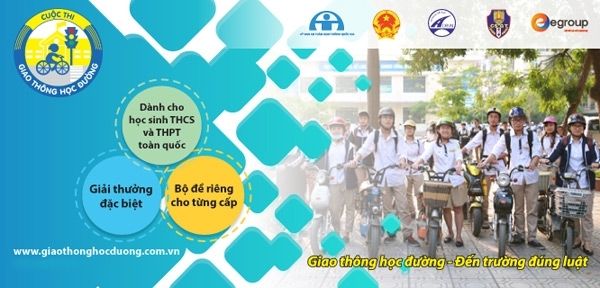 CUỘC THI
GIAO THÔNG HỌC ĐƯỜNG
egroup
Dành cho
học sinh THCS
và THPT
toàn quốc
Giải thưởng
đặc biệt
Bộ đề riêng
cho từng cấp
www.giaothonghocduong.com.vn
Giao thông học đường - Đến trường đúng luật